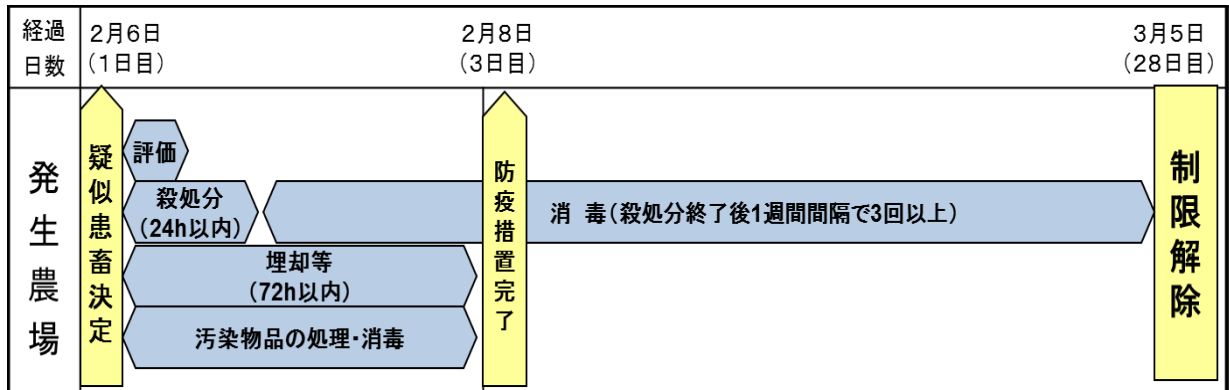 経過
日数
2月6日
(1日目)
2月8日
(3日目)
3月5日
(28日目)
発生農場
疑似患畜決定
評価
殺処分
(24h以内)
埋却等
(72h以内)
汚染物品の処理・消毒
防疫措置完了
消 毒(殺処分終了後1週間間隔で3回以上)
制限解除